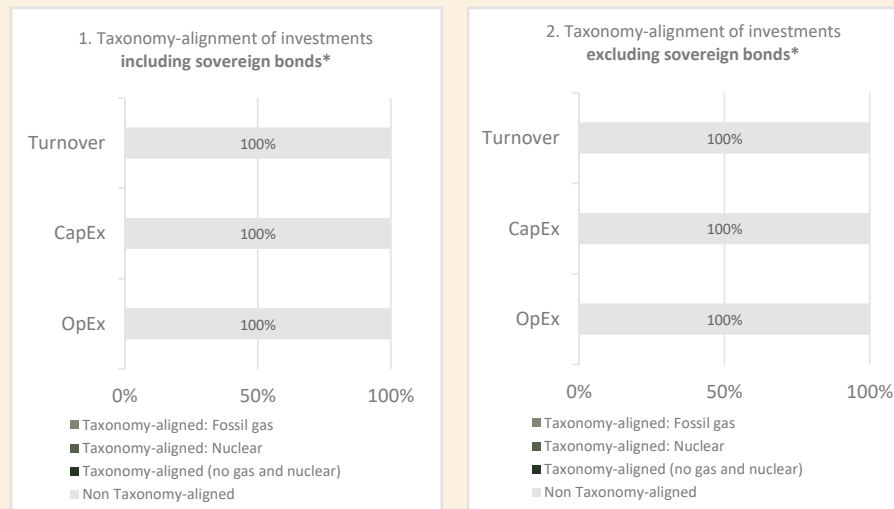 1. Taxonomy-alignment of investments
including sovereign bonds*
Turnover
100%
CapEx
100%
OpEx
100%
0%
50%
100%
Taxonomy-aligned: Fossil gas
Taxonomy-aligned: Nuclear
Taxonomy-aligned (no gas and nuclear)
Non Taxonomy-aligned
2. Taxonomy-alignment of investments
excluding sovereign bonds*
Turnover
100%
CapEx
100%
OpEx
100%
0%
50%
100%
Taxonomy-aligned: Fossil gas
Taxonomy-aligned: Nuclear
Taxonomy-aligned (no gas and nuclear)
Non Taxonomy-aligned